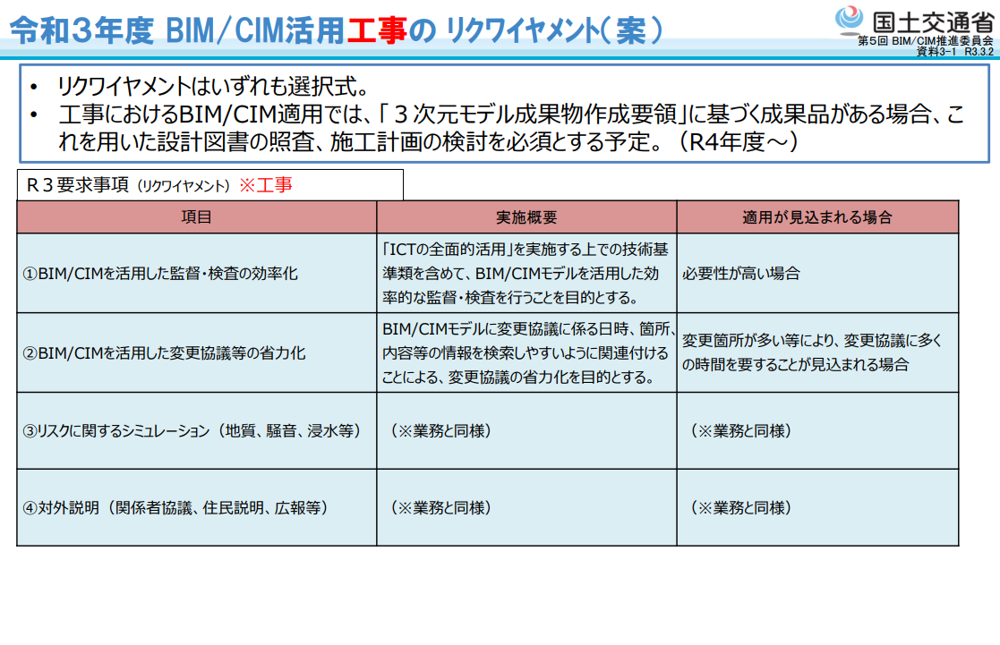 令和３年度 BIM/CIM活用工事の リクワイヤメント（案）
国土交通省
第５回 BIM/CIM推進委員会
資料3-1 R3.3.2
• リクワイヤメントはいずれも選択式。
• 工事におけるBIM/CIM適用では、「３次元モデル成果物作成要領」に基づく成果品がある場合、こ
れを用いた設計図書の照査、施工計画の検討を必須とする予定。（R4年度～）
R３要求事項（リクワイヤメント）※工事
項目
実施概要
適用が見込まれる場合
①BIM/CIMを活用した監督・検査の効率化
「ICTの全面的活用」を実施する上での技術基
準類を含めて、BIM/CIMモデルを活用した効
率的な監督・検査を行うことを目的とする。
必要性が高い場合
②BIM/CIMを活用した変更協議等の省力化
BIM/CIMモデルに変更協議に係る日時、箇所、
内容等の情報を検索しやすいように関連付ける
ことによる、変更協議の省力化を目的とする。
変更箇所が多い等により、変更協議に多く
の時間を要することが見込まれる場合
③リスクに関するシミュレーション（地質、騒音、浸水等）
（※業務と同様）
（※業務と同様）
④対外説明（関係者協議、住民説明、広報等）
（※業務と同様）
（※業務と同様）